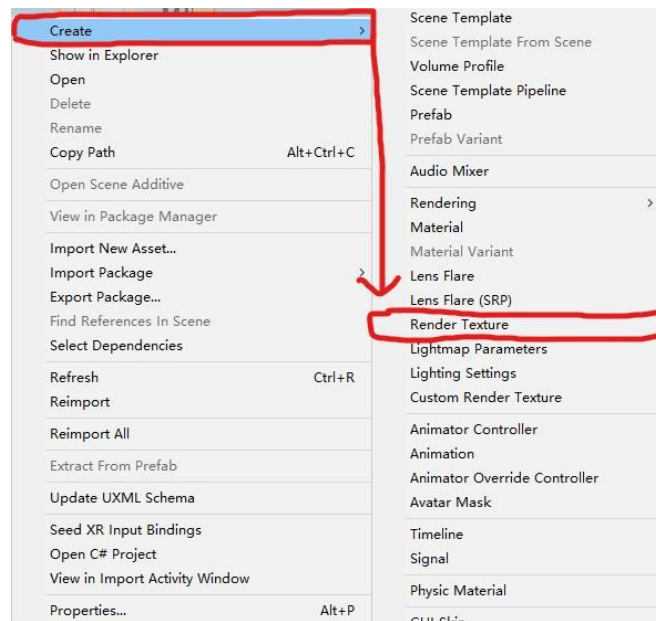 Create >
Show in Explorer
Open
Delete
Rename
Copy Path Alt+Ctrl+C
Open Scene Additive
View in Package Manager
Import New Asset...
Import Package >
Export Package...
Find References In Scene
Select Dependencies
Refresh Ctrl+R
Reimport
Reimport All
Extract From Prefab
Update UXML Schema
Seed XR Input Bindings
Open C# Project
View in Import Activity Window
Properties... Alt+P
Scene Template
Scene Template From Scene
Volume Profile
Scene Template Pipeline
Prefab
Prefab Variant
Audio Mixer
Rendering >
Material
Material Variant
Lens Flare
Lens Flare (SRP)
Render Texture
Lightmap Parameters
Lighting Settings
Custom Render Texture
Animator Controller
Animation
Animator Override Controller
Avatar Mask
Timeline
Signal
Physic Material
GUI Skin